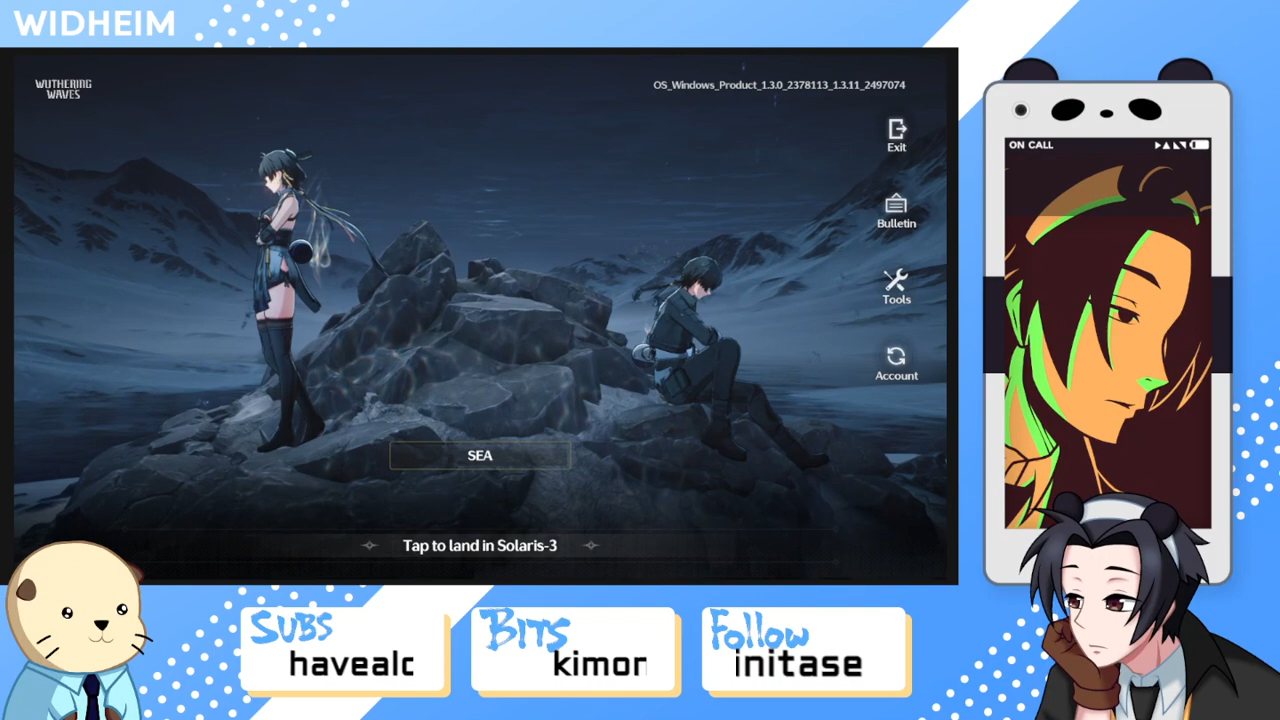 WIDHEIM
WUTHERING
WAVES
OS_Windows_Product_1.3.0_2378113_1.3.11_2497074
Exit
Bulletin
Tools
Account
SEA
Tap to land in Solaris-3
ON CALL
SUBS
havealc
BITS
kimor
Follow
initase